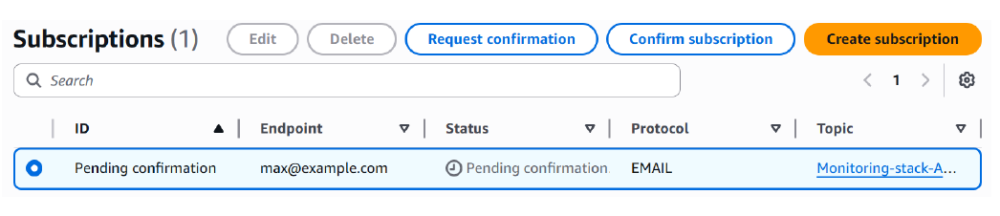 Subscriptions (1) Edit Delete Request confirmation Confirm subscription Create subscription
Search 1
ID Endpoint Status Protocol Topic
Pending confirmation max@example.com Pending confirmation EMAIL Monitoring-stack-A...